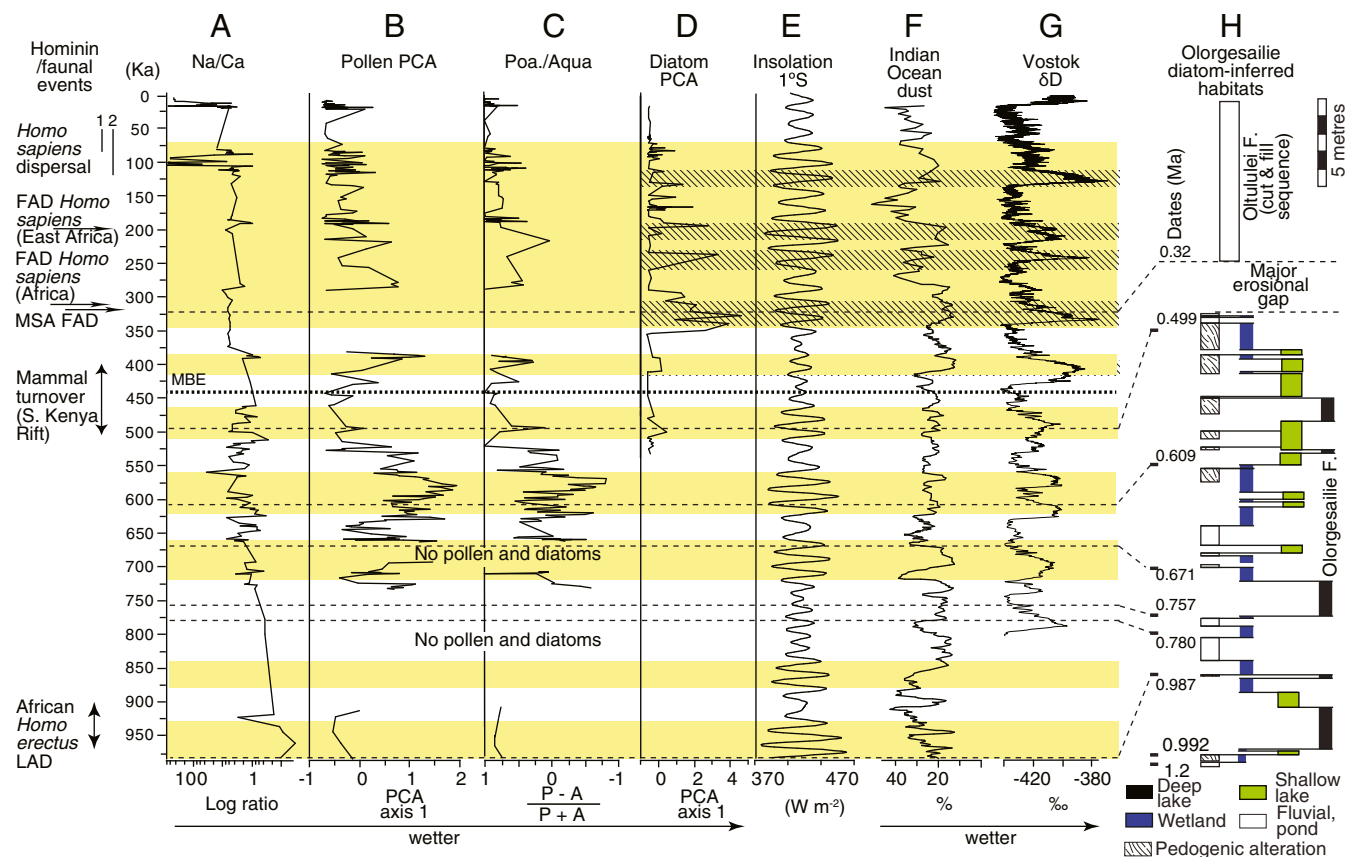 A B C D E F G H
Hominin
/faunal
events
(Ka)
Na/Ca
Pollen PCA
Poa./Aqua
Diatom
PCA
Insolation
1ºS
Indian
Ocean
dust
Vostok
δD
Olorgesailie
diatom-inferred
habitats
0
50
100
150
200
250
300
350
400
450
500
550
600
650
700
750
800
850
900
950
1 2
Homo
sapiens
dispersal
FAD Homo
sapiens
(East Africa)
FAD Homo
sapiens
(Africa)
MSA FAD
Mammal
turnover
(S. Kenya
Rift)
African
Homo
erectus
LAD
MBE
No pollen and diatoms
No pollen and diatoms
Dates (Ma)
0.32
0.499
0.609
0.671
0.757
0.780
0.987
0.992
1.2
Oltululei F.
(cut & fill
sequence)
5 metres
Major
erosional
gap
Olorgesailie F.
100 1
-1 0 1 2
1 0 -1
0 2 4
370 470
40 20
-420 -380
Log ratio
PCA
axis 1
P - A
P + A
PCA
axis 1
(W m-2)
%
‰
wetter
wetter
Deep
lake
Shallow
lake
Wetland
Fluvial,
pond
Pedogenic alteration